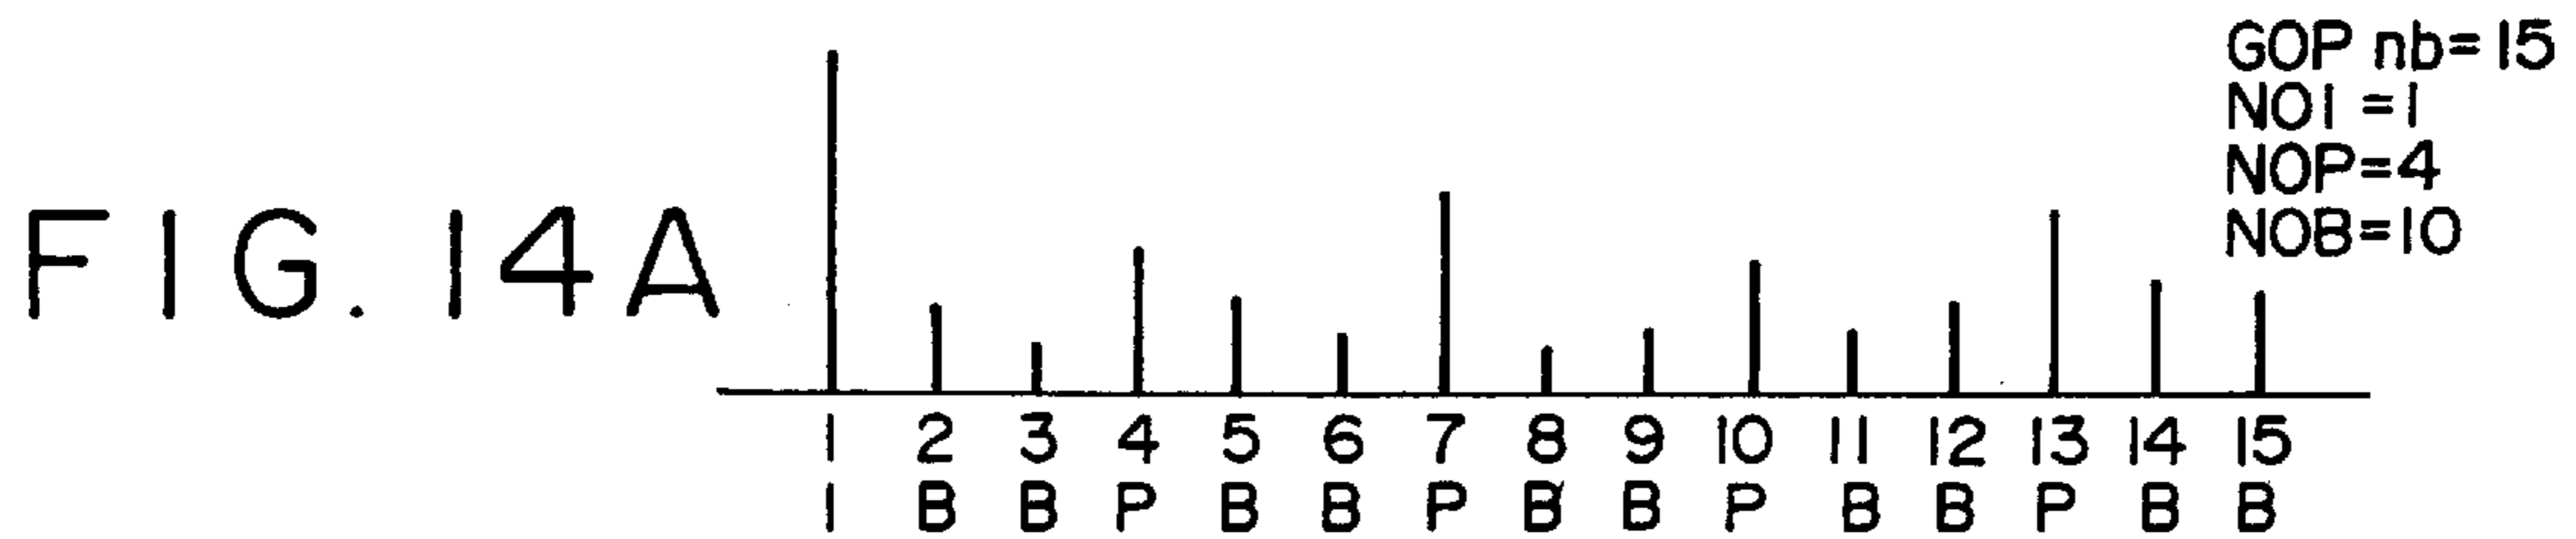 GOP nb=15
NOI=1
NOP=4
NOB=10
FIG. 14A
1 2 3 4 5 6 7 8 9 10 11 12 13 14 15
I B B P B B P B B P B B P B B